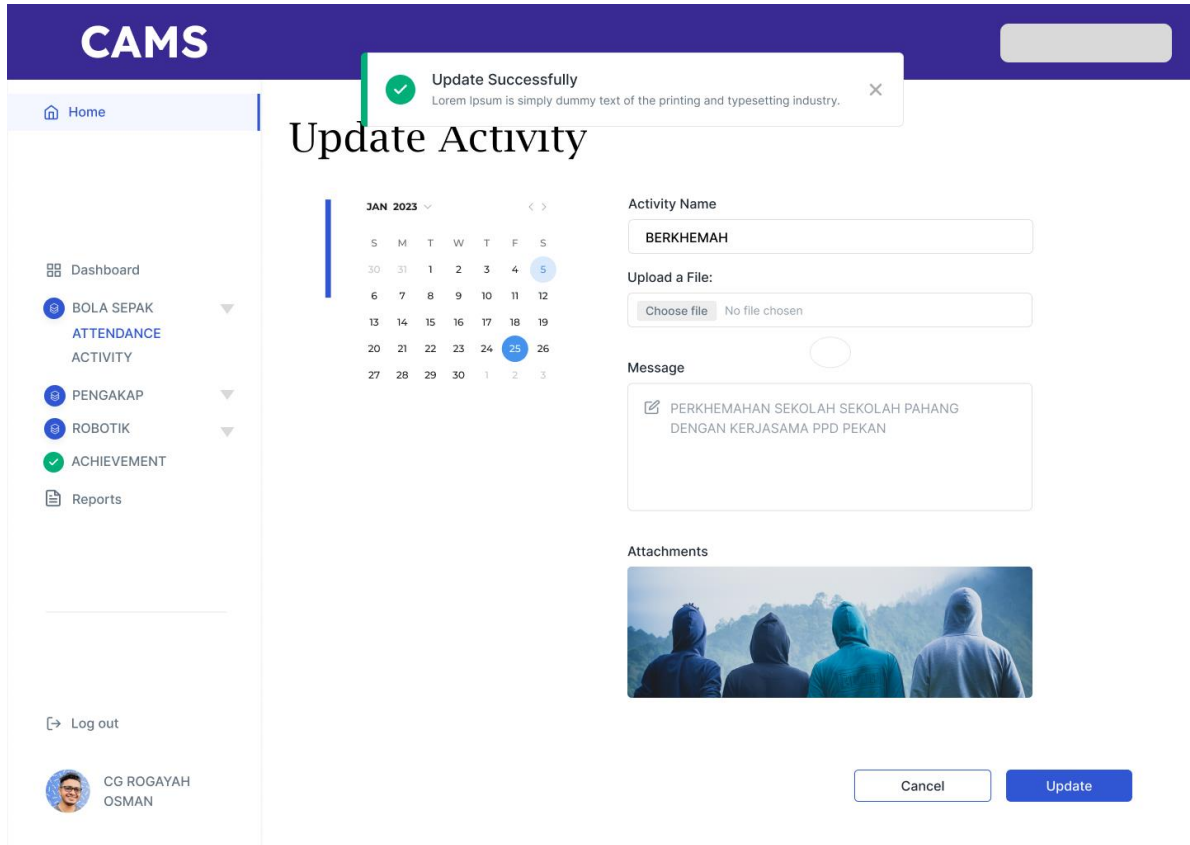 CAMS
Update Successfully
Lorem Ipsum is simply dummy text of the printing and typesetting industry.
Home
Update Activity
Dashboard
BOLA SEPAK
ATTENDANCE
ACTIVITY
PENGAKAP
ROBOTIK
ACHIEVEMENT
Reports
Log out
CG ROGAYAH
OSMAN
JAN 2023
S M T W T F S
30 31 1 2 3 4 5
6 7 8 9 10 11 12
13 14 15 16 17 18 19
20 21 22 23 24 25 26
27 28 29 30 1 2 3
Activity Name
BERKHEMAH
Upload a File:
Choose file No file chosen
Message
PERKHEMAHAN SEKOLAH SEKOLAH PAHANG
DENGAN KERJASAMA PPD PEKAN
Attachments
Cancel
Update